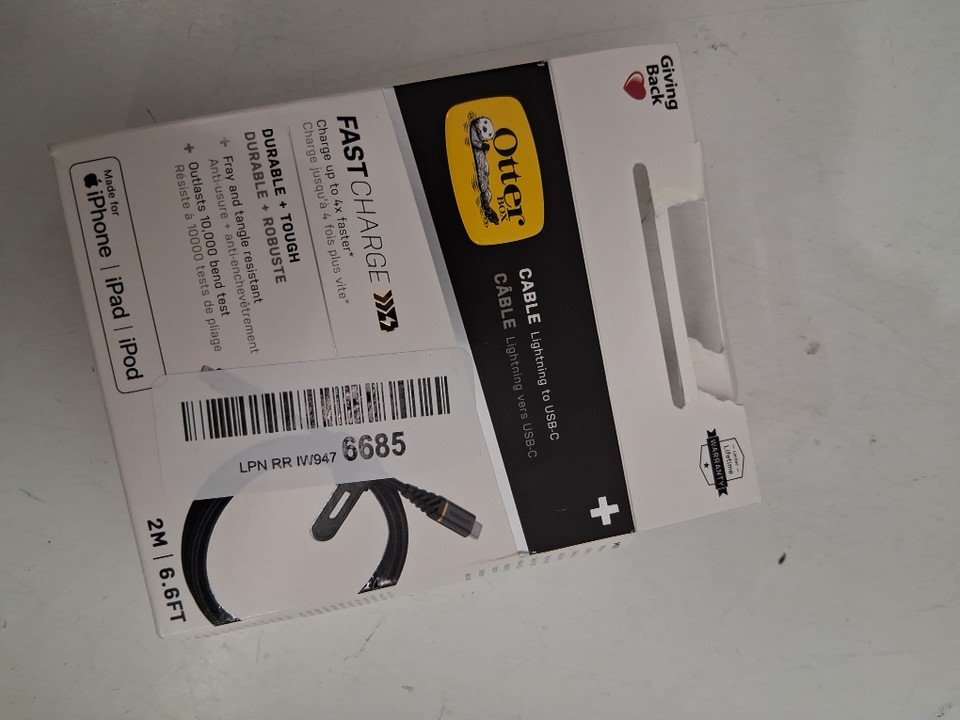 Giving
Back
Otter
BOX
CABLE Lightning to USB-C
CÂBLE Lightning vers USB-C
Lifetime
WARRANTY
FASTCHARGE
Charge up to 4x faster*
Charge jusqu'à 4 fois plus vite*
DURABLE + TOUGH
DURABLE + ROBUSTE
+ Fray and tangle resistant
Anti-usure + anti-enchevêtrement
+ Outlasts 10,000 bend test
Résiste à 10000 tests de pliage
LPN RR IV947 6685
Made for
iPhone | iPad | iPod
2M | 6.6FT